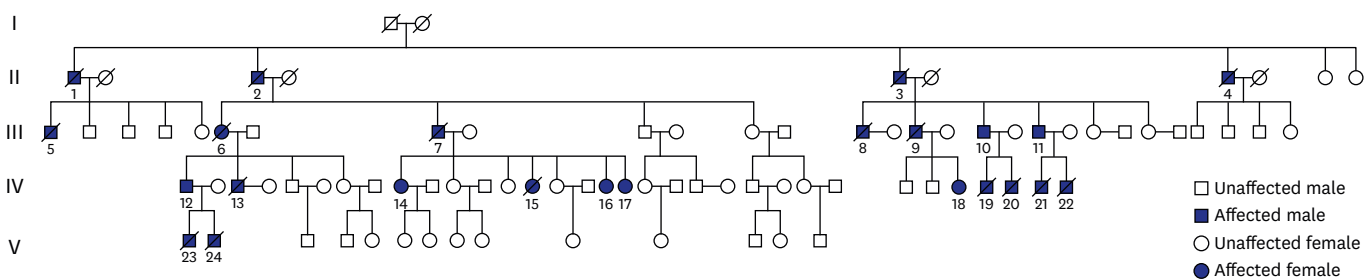 I
II
1 2 3 4
III
5 6 7 8 9 10 11
IV
12 13 14 15 16 17 18 19 20 21 22
V
23 24
Unaffected male
Affected male
Unaffected female
Affected female